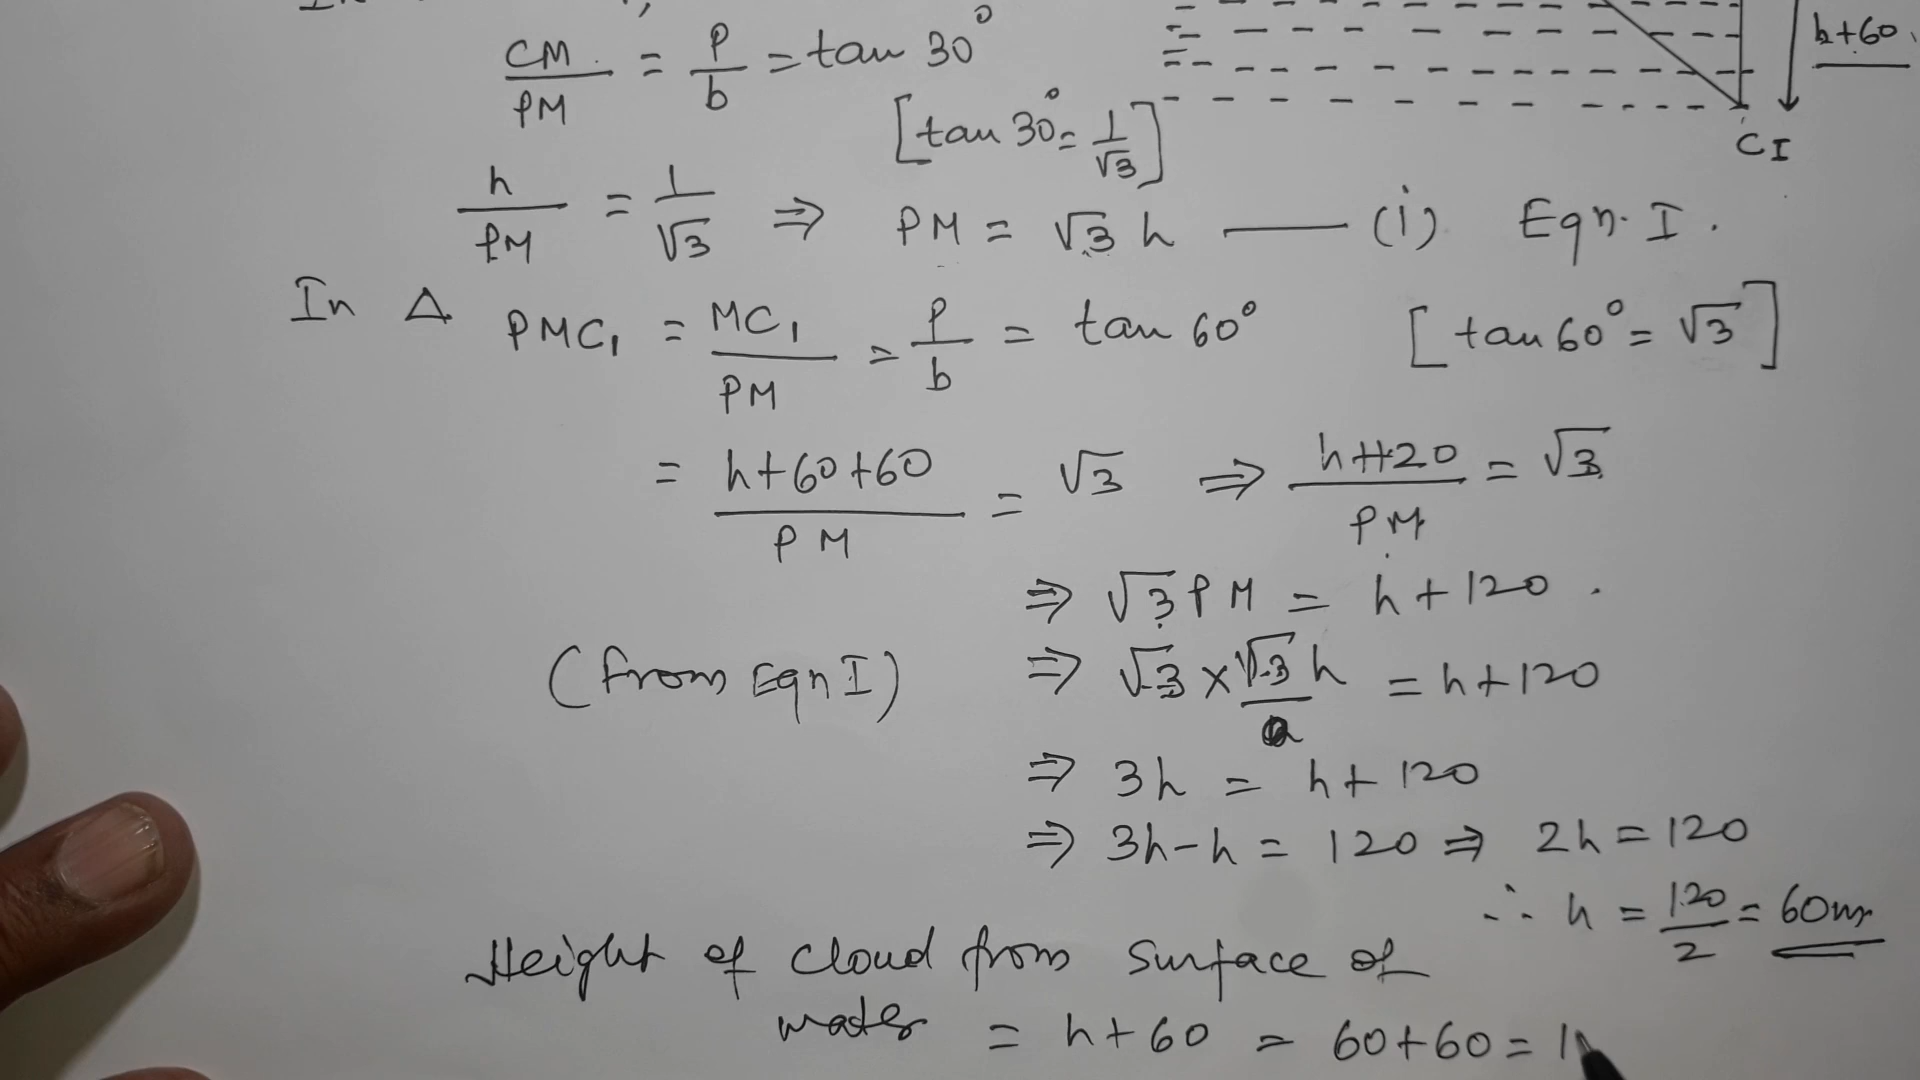 CM/PM = P/b = tan 30°
h+60
[tan 30° = 1/√3]
CI
h/PM = 1/√3 ⇒ PM = √3 h —— (i) Eqn. I.
In △ PMC₁ = MC₁/PM = P/b = tan 60° [tan 60° = √3]
= h+60+60/PM = √3 ⇒ h+120/PM = √3
⇒ √3 PM = h+120.
(from Eqn I) ⇒ √3 × √3 h = h+120
⇒ 3h = h+120
⇒ 3h-h = 120 ⇒ 2h = 120
∴ h = 120/2 = 60m
Height of cloud from surface of
water = h+60 = 60+60 = 1